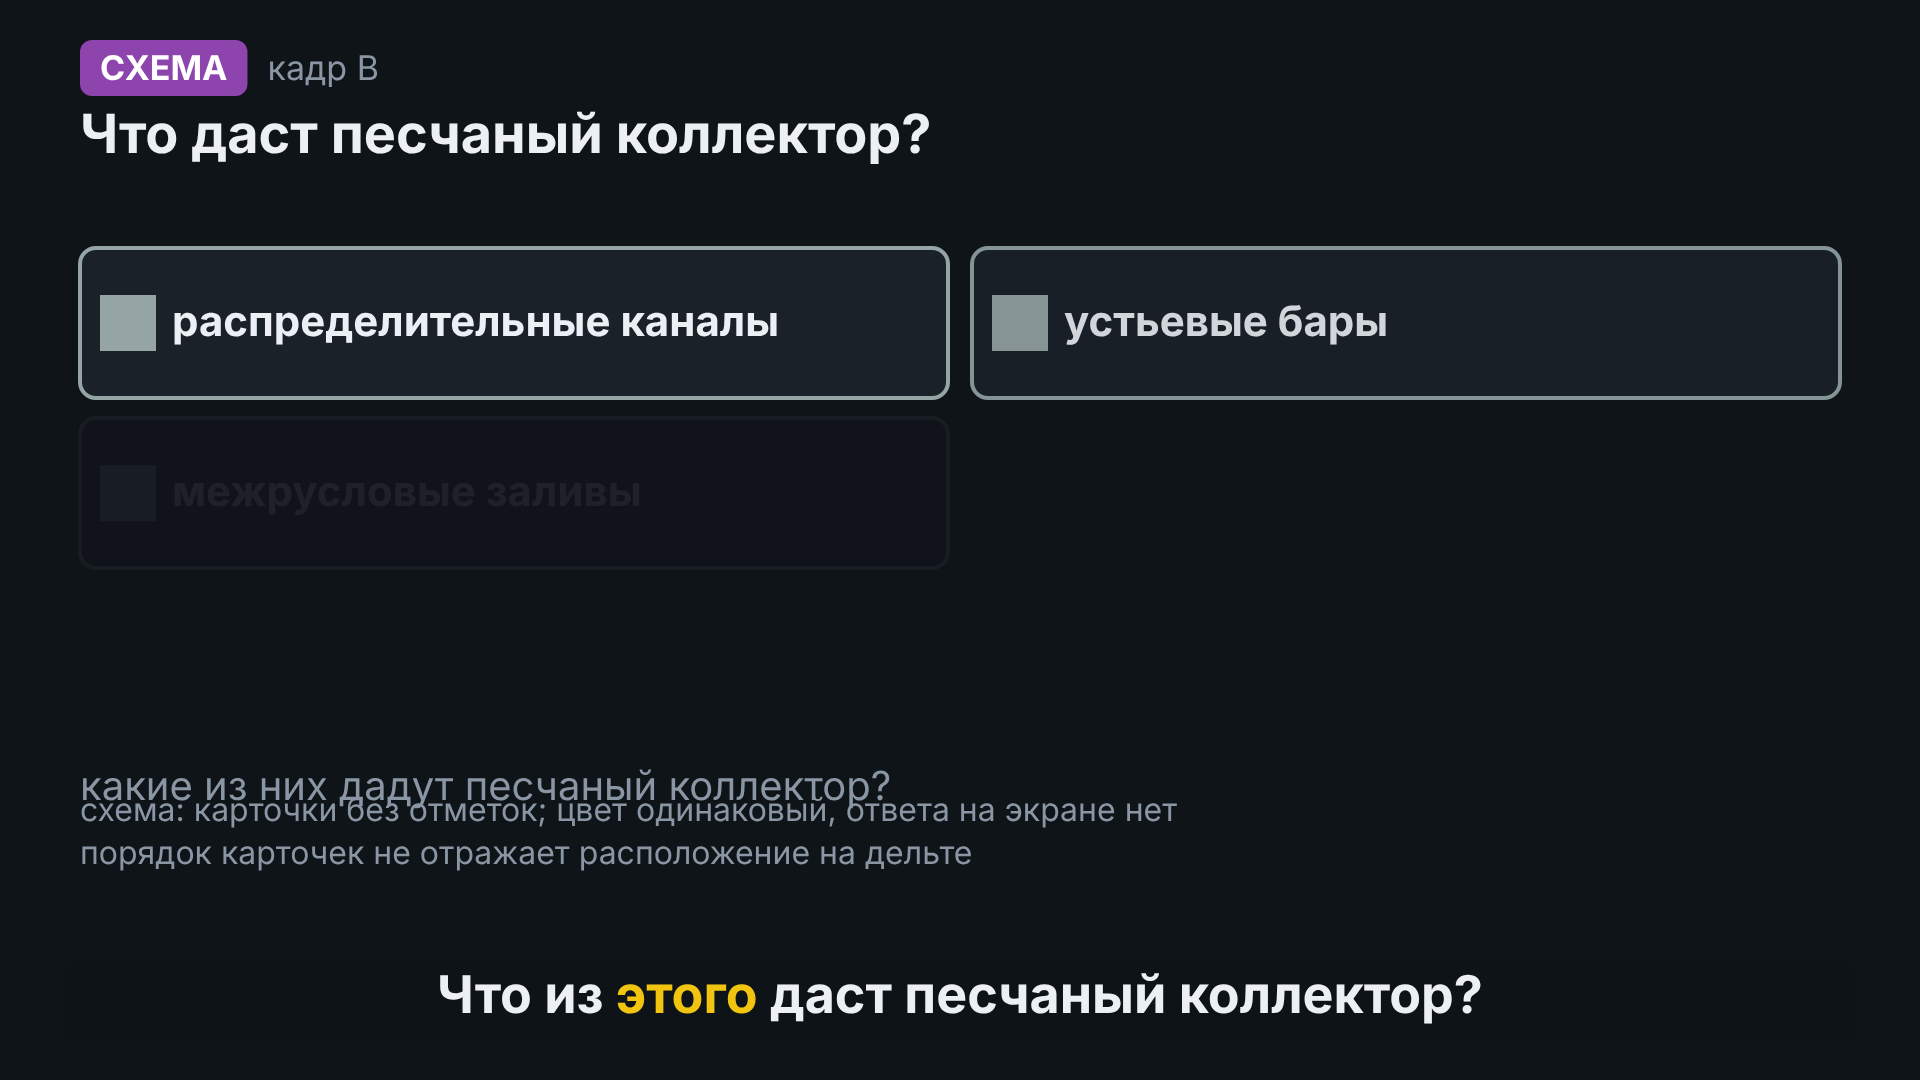 СХЕМА кадр В
Что даст песчаный коллектор?
распределительные каналы
устьевые бары
межрусловые заливы
какие из них дадут песчаный коллектор?
схема: карточки без отметок; цвет одинаковый, ответа на экране нет
порядок карточек не отражает расположение на дельте
Что из этого даст песчаный коллектор?